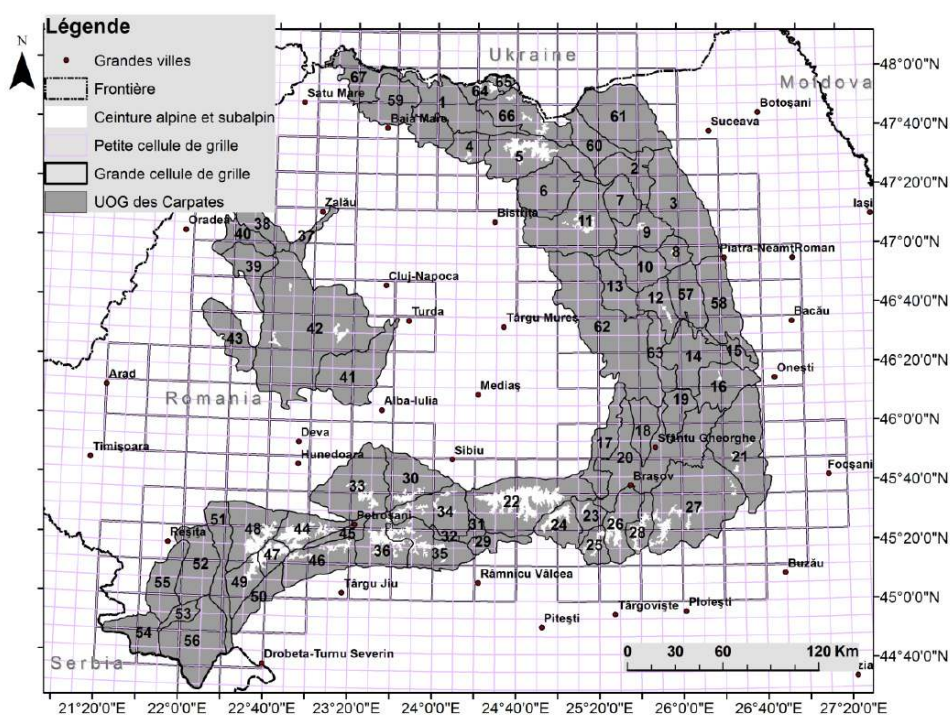 Légende
N
Grandes villes
Frontière
Ceinture alpine et subalpin
Petite cellule de grille
Grande cellule de grille
UOG des Carpates
Ukraine
Moldova
Romania
Serbia
67
65
64
59
1
66
4
5
61
60
2
6
7
3
11
9
8
10
13
12
57
58
62
63
14
15
16
19
17
18
20
21
38
40
37
39
42
43
41
33
30
34
22
31
32
29
24
23
26
25
28
27
51
48
44
45
36
35
47
46
52
49
50
55
53
54
56
Satu Mare
Baia Mare
Botoşani
Suceava
Iaşi
Zalău
Oradea
Bistriţa
Piatra-Neamţ
Roman
Cluj-Napoca
Turda
Târgu Mureş
Bacău
Oneşti
Arad
Mediaş
Alba-Iulia
Deva
Timişoara
Hunedoara
Sibiu
Sfântu Gheorghe
Braşov
Focşani
Petroşani
Reşiţa
Târgu Jiu
Râmnicu Vâlcea
Buzău
Târgovişte
Ploieşti
Piteşti
Drobeta-Turnu Severin
zia
0 30 60 120 Km
48°0'0"N
47°40'0"N
47°20'0"N
47°0'0"N
46°40'0"N
46°20'0"N
46°0'0"N
45°40'0"N
45°20'0"N
45°0'0"N
44°40'0"N
21°20'0"E
22°0'0"E
22°40'0"E
23°20'0"E
24°0'0"E
24°40'0"E
25°20'0"E
26°0'0"E
26°40'0"E
27°20'0"E